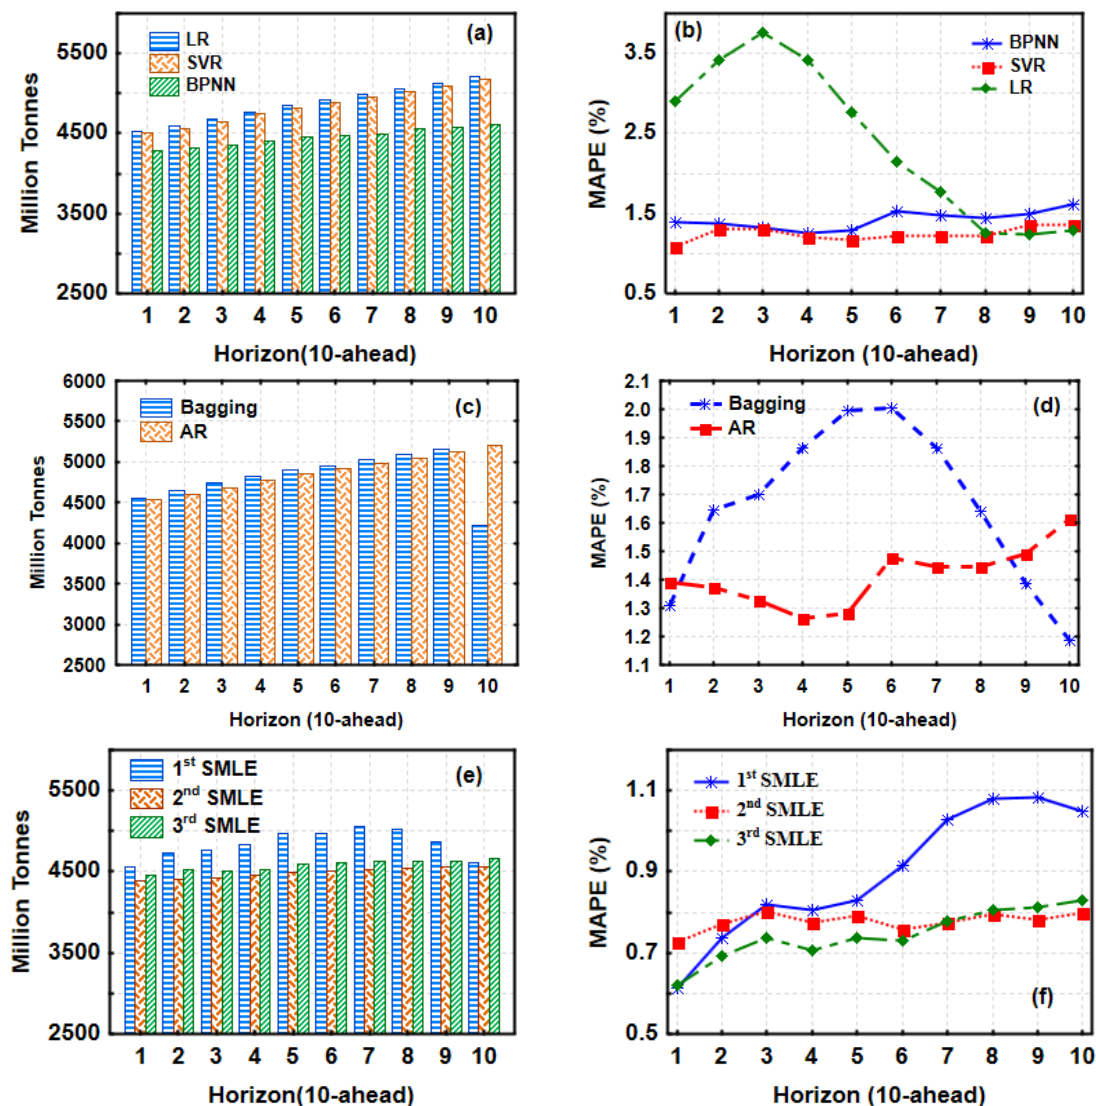 (a)
LR
SVR
BPNN
Million Tonnes
5500
4500
3500
2500
1 2 3 4 5 6 7 8 9 10
Horizon(10-ahead)
(b)
BPNN
SVR
LR
MAPE (%)
3.5
2.5
1.5
0.5
1 2 3 4 5 6 7 8 9 10
Horizon (10-ahead)
(c)
Bagging
AR
Million Tonnes
6000
5500
5000
4500
4000
3500
3000
2500
1 2 3 4 5 6 7 8 9 10
Horizon (10-ahead)
(d)
Bagging
AR
MAPE (%)
2.1
2.0
1.9
1.8
1.7
1.6
1.5
1.4
1.3
1.2
1.1
1 2 3 4 5 6 7 8 9 10
Horizon (10-ahead)
(e)
1st SMLE
2nd SMLE
3rd SMLE
Million Tonnes
5500
4500
3500
2500
1 2 3 4 5 6 7 8 9 10
Horizon(10-ahead)
1st SMLE
2nd SMLE
3rd SMLE
MAPE (%)
1.1
0.9
0.7
0.5
(f)
1 2 3 4 5 6 7 8 9 10
Horizon (10-ahead)